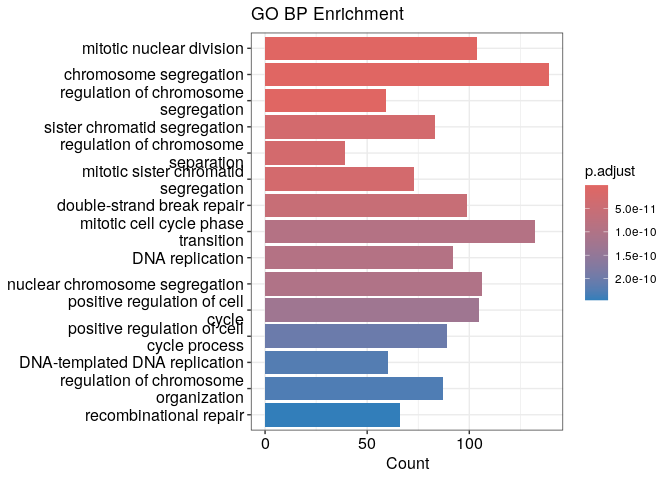 GO BP Enrichment
mitotic nuclear division
chromosome segregation
regulation of chromosome
segregation
sister chromatid segregation
regulation of chromosome
separation
mitotic sister chromatid
segregation
double-strand break repair
mitotic cell cycle phase
transition
DNA replication
nuclear chromosome segregation
positive regulation of cell
cycle
positive regulation of cell
cycle process
DNA-templated DNA replication
regulation of chromosome
organization
recombinational repair
0 50 100
Count
p.adjust
5.0e-11
1.0e-10
1.5e-10
2.0e-10